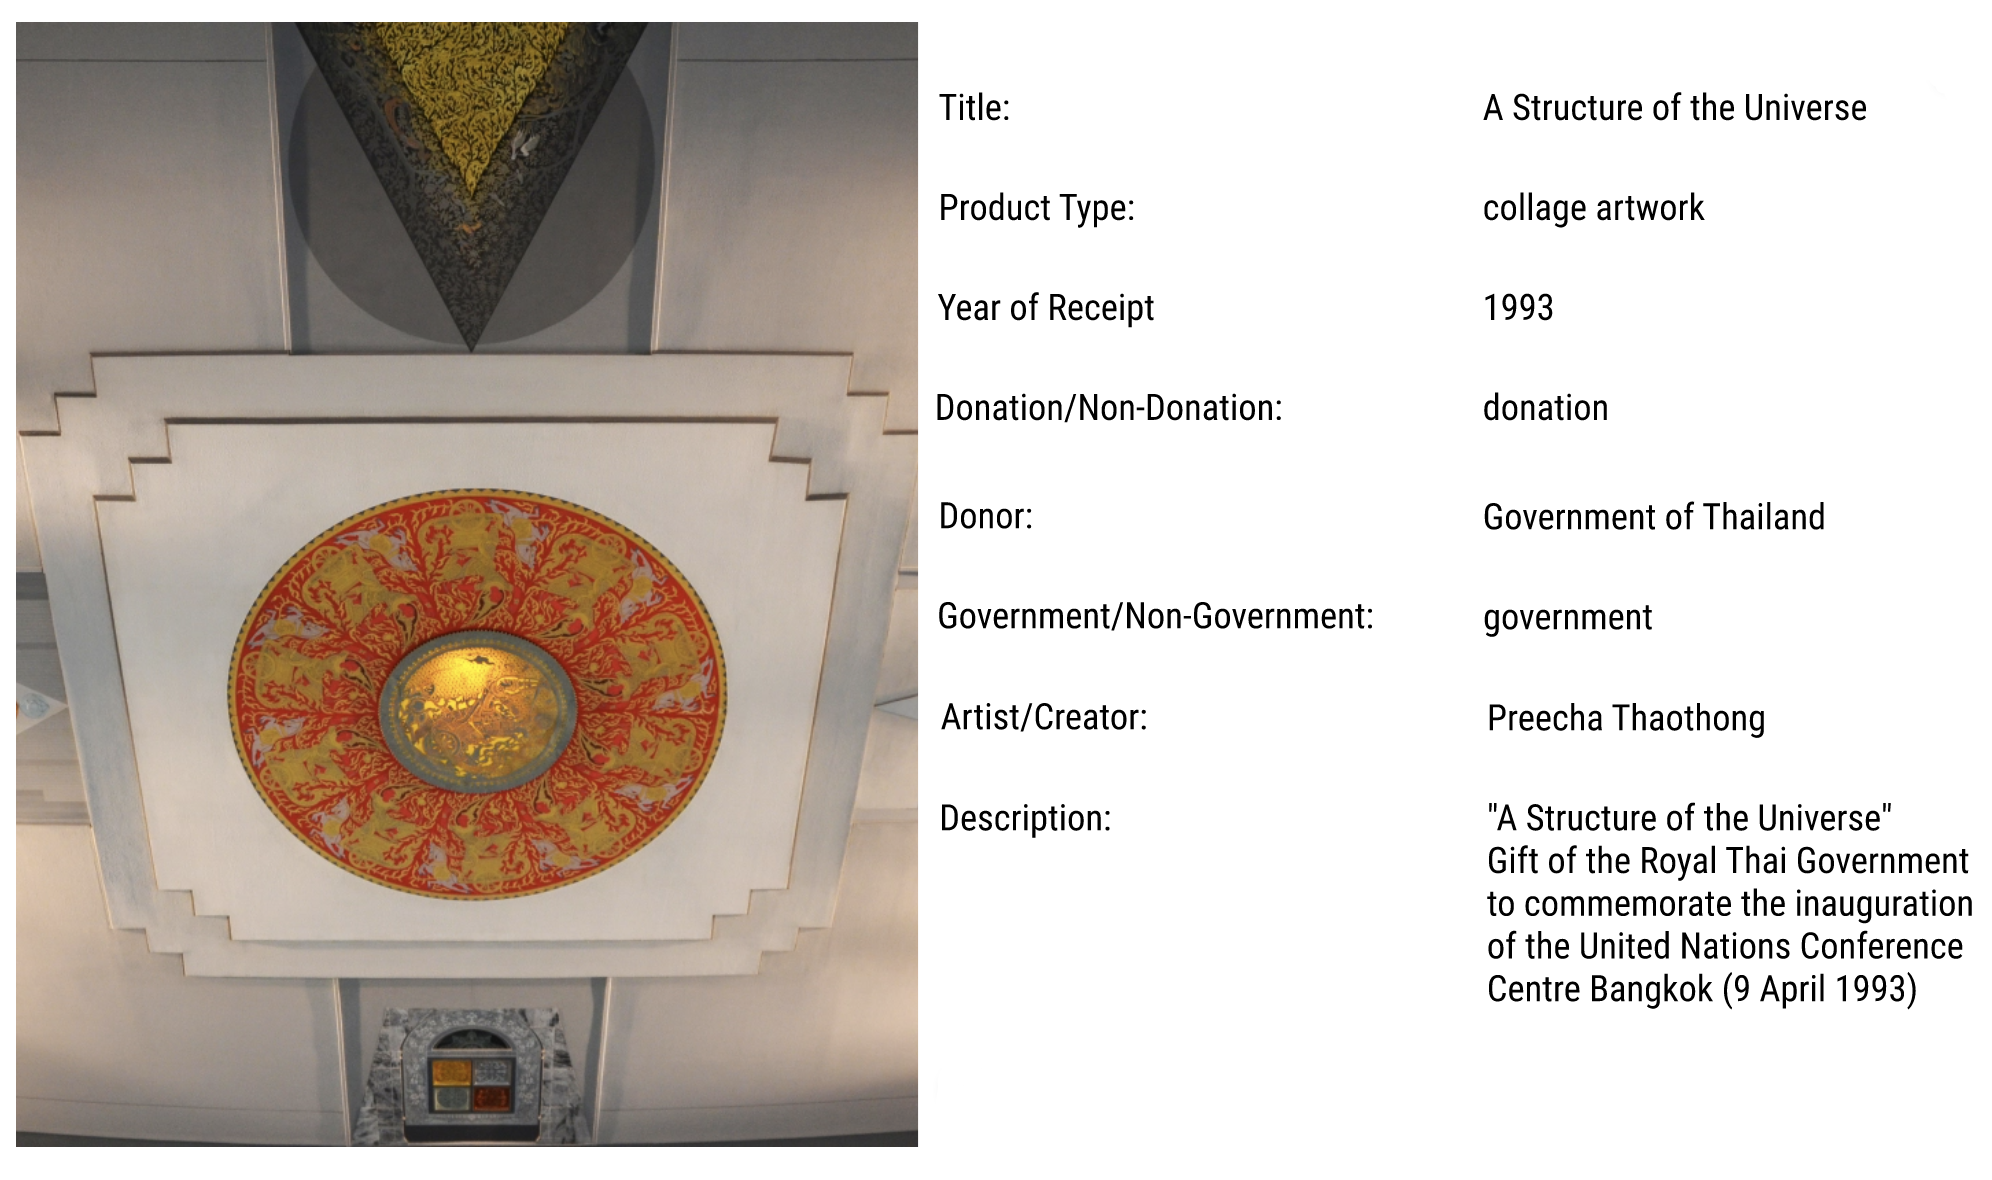 Title: A Structure of the Universe
Product Type: collage artwork
Year of Receipt 1993
Donation/Non-Donation: donation
Donor: Government of Thailand
Government/Non-Government: government
Artist/Creator: Preecha Thaothong
Description: "A Structure of the Universe"
Gift of the Royal Thai Government
to commemorate the inauguration
of the United Nations Conference
Centre Bangkok (9 April 1993)